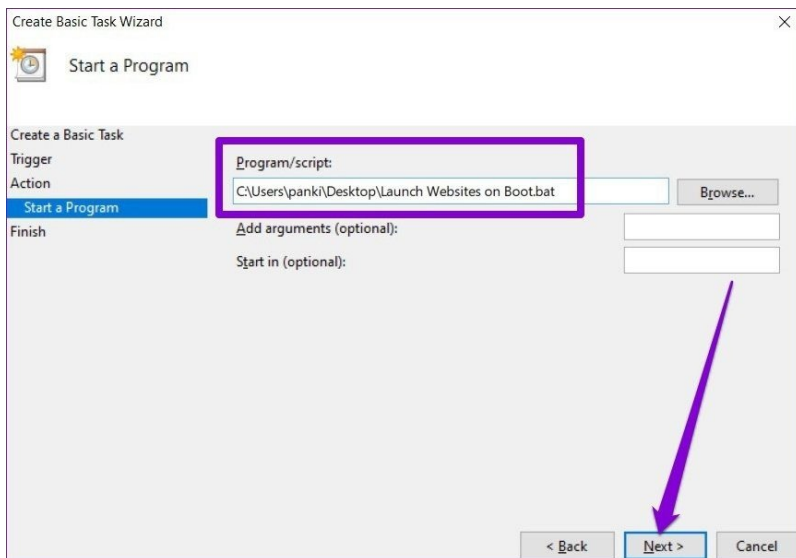 Create Basic Task Wizard
Start a Program
Create a Basic Task
Trigger
Action
Start a Program
Finish
Program/script:
C:\Users\panki\Desktop\Launch Websites on Boot.bat
Browse...
Add arguments (optional):
Start in (optional):
< Back
Next >
Cancel